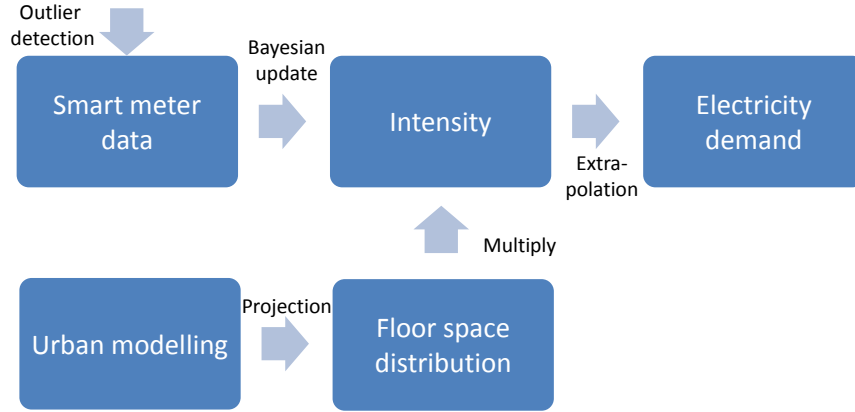 Outlier
detection
Smart meter
data
Bayesian
update
Intensity
Extra-
polation
Electricity
demand
Urban modelling
Projection
Floor space
distribution
Multiply